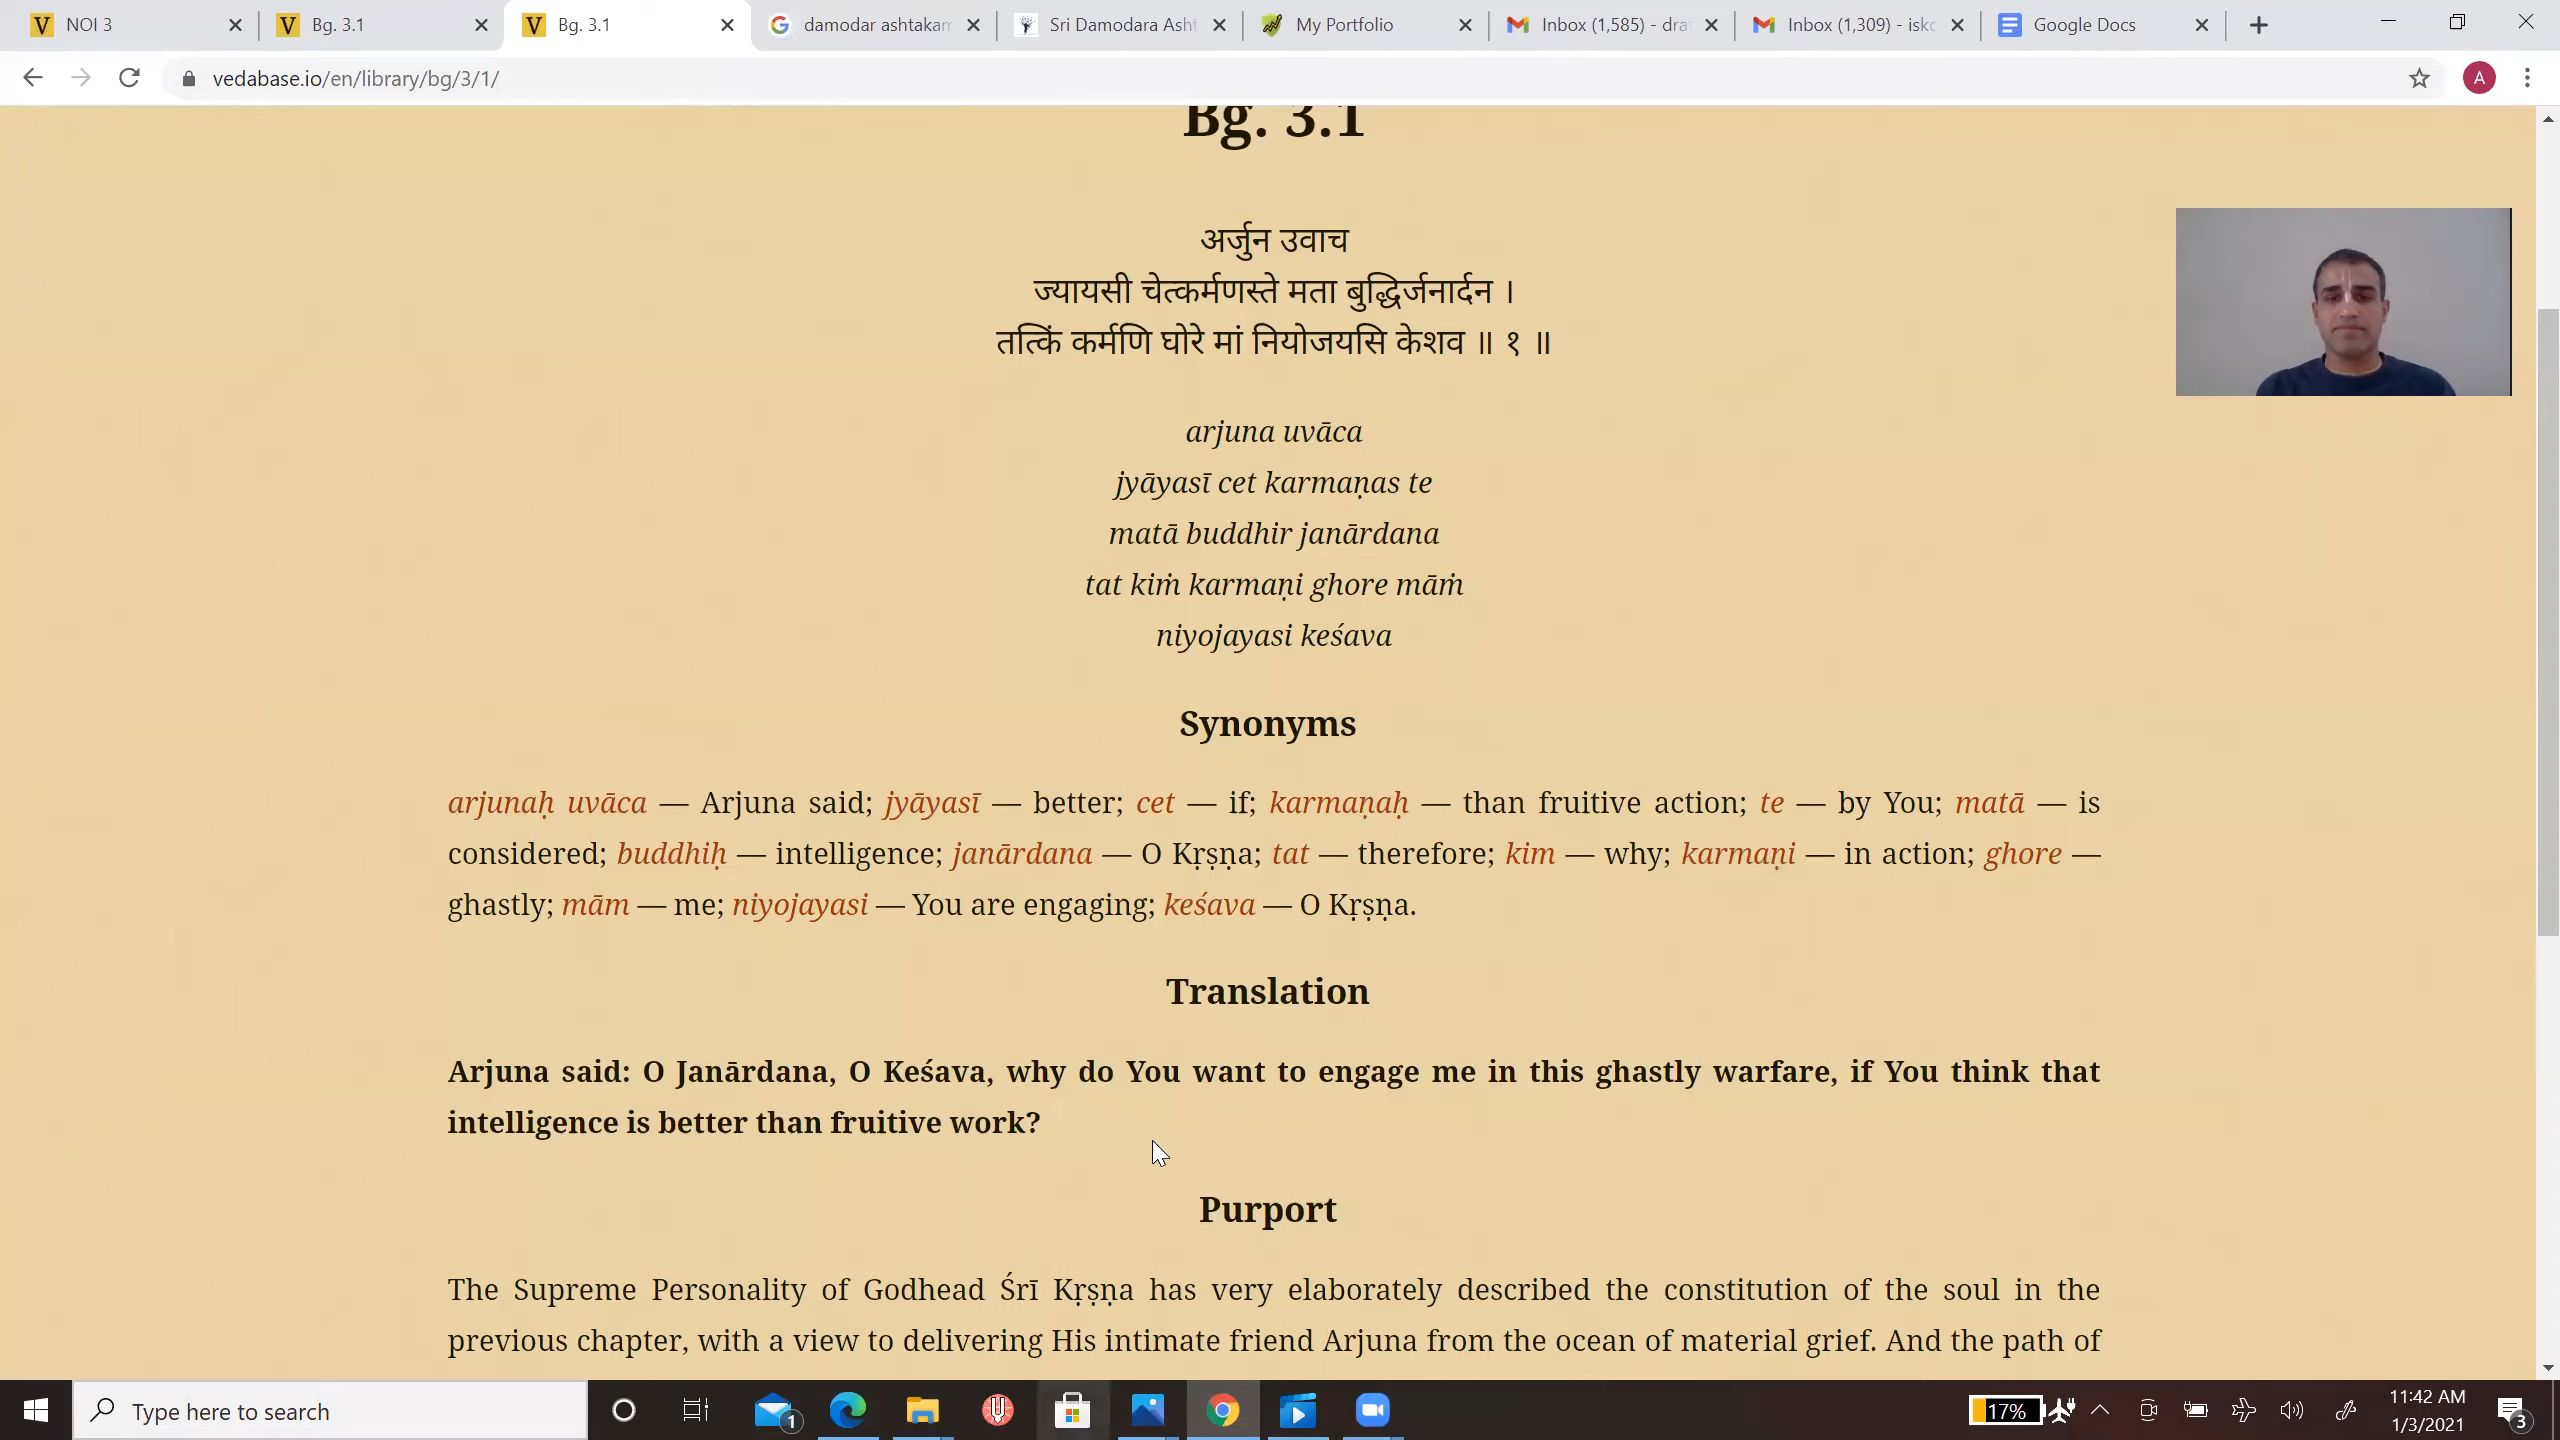 NOI 3
Bg. 3.1
Bg. 3.1
damodar ashtakam
Sri Damodara Asht
My Portfolio
Inbox (1,585) - dra
Inbox (1,309) - iskc
Google Docs
vedabase.io/en/library/bg/3/1/
A
Bg. 3.1
अर्जुन उवाच
ज्यायसी चेत्कर्मणस्ते मता बुद्धिर्जनार्दन ।
तत्किं कर्मणि घोरे मां नियोजयसि केशव ॥ १ ॥
arjuna uvāca
jyāyasī cet karmaṇas te
matā buddhir janārdana
tat kiṁ karmaṇi ghore māṁ
niyojayasi keśava
Synonyms
arjunaḥ uvāca — Arjuna said; jyāyasī — better; cet — if; karmaṇaḥ — than fruitive action; te — by You; matā — is
considered; buddhiḥ — intelligence; janārdana — O Kṛṣṇa; tat — therefore; kim — why; karmaṇi — in action; ghore —
ghastly; mām — me; niyojayasi — You are engaging; keśava — O Kṛṣṇa.
Translation
Arjuna said: O Janārdana, O Keśava, why do You want to engage me in this ghastly warfare, if You think that
intelligence is better than fruitive work?
Purport
The Supreme Personality of Godhead Śrī Kṛṣṇa has very elaborately described the constitution of the soul in the
previous chapter, with a view to delivering His intimate friend Arjuna from the ocean of material grief. And the path of
Type here to search
1
17%
11:42 AM
1/3/2021
3